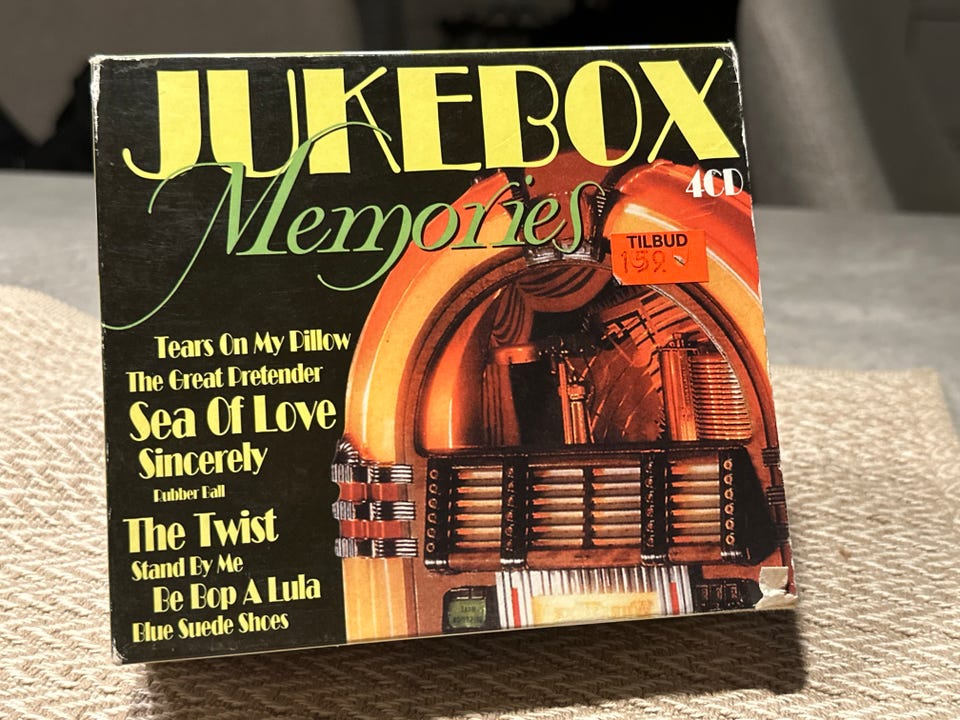 JUKEBOX
Memories
4CD
TILBUD
159
Tears On My Pillow
The Great Pretender
Sea Of Love
Sincerely
Rubber Ball
The Twist
Stand By Me
Be Bop A Lula
Blue Suede Shoes